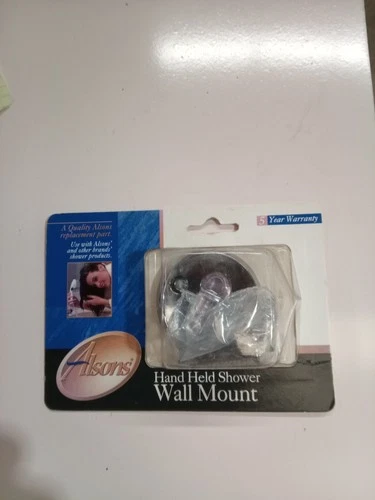 A Quality Alsons
replacement part.
Use with Alsons'
and other brands'
shower products.
5 Year Warranty
Alsons®
Hand Held Shower
Wall Mount